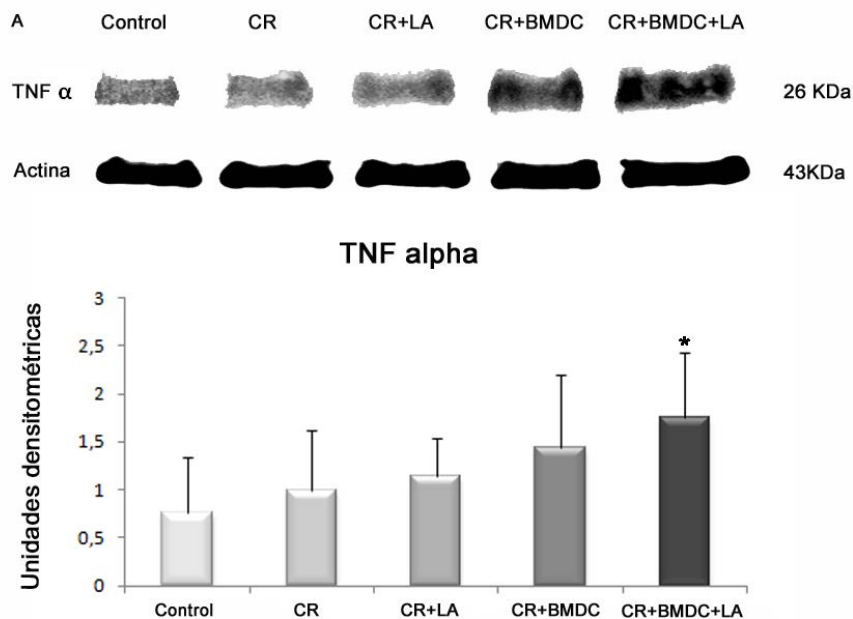 A Control CR CR+LA CR+BMDC CR+BMDC+LA
TNF α 26 KDa
Actina 43KDa
TNF alpha
Unidades densitométricas
3
2,5
2
1,5
1
0,5
0
*
Control CR CR+LA CR+BMDC CR+BMDC+LA